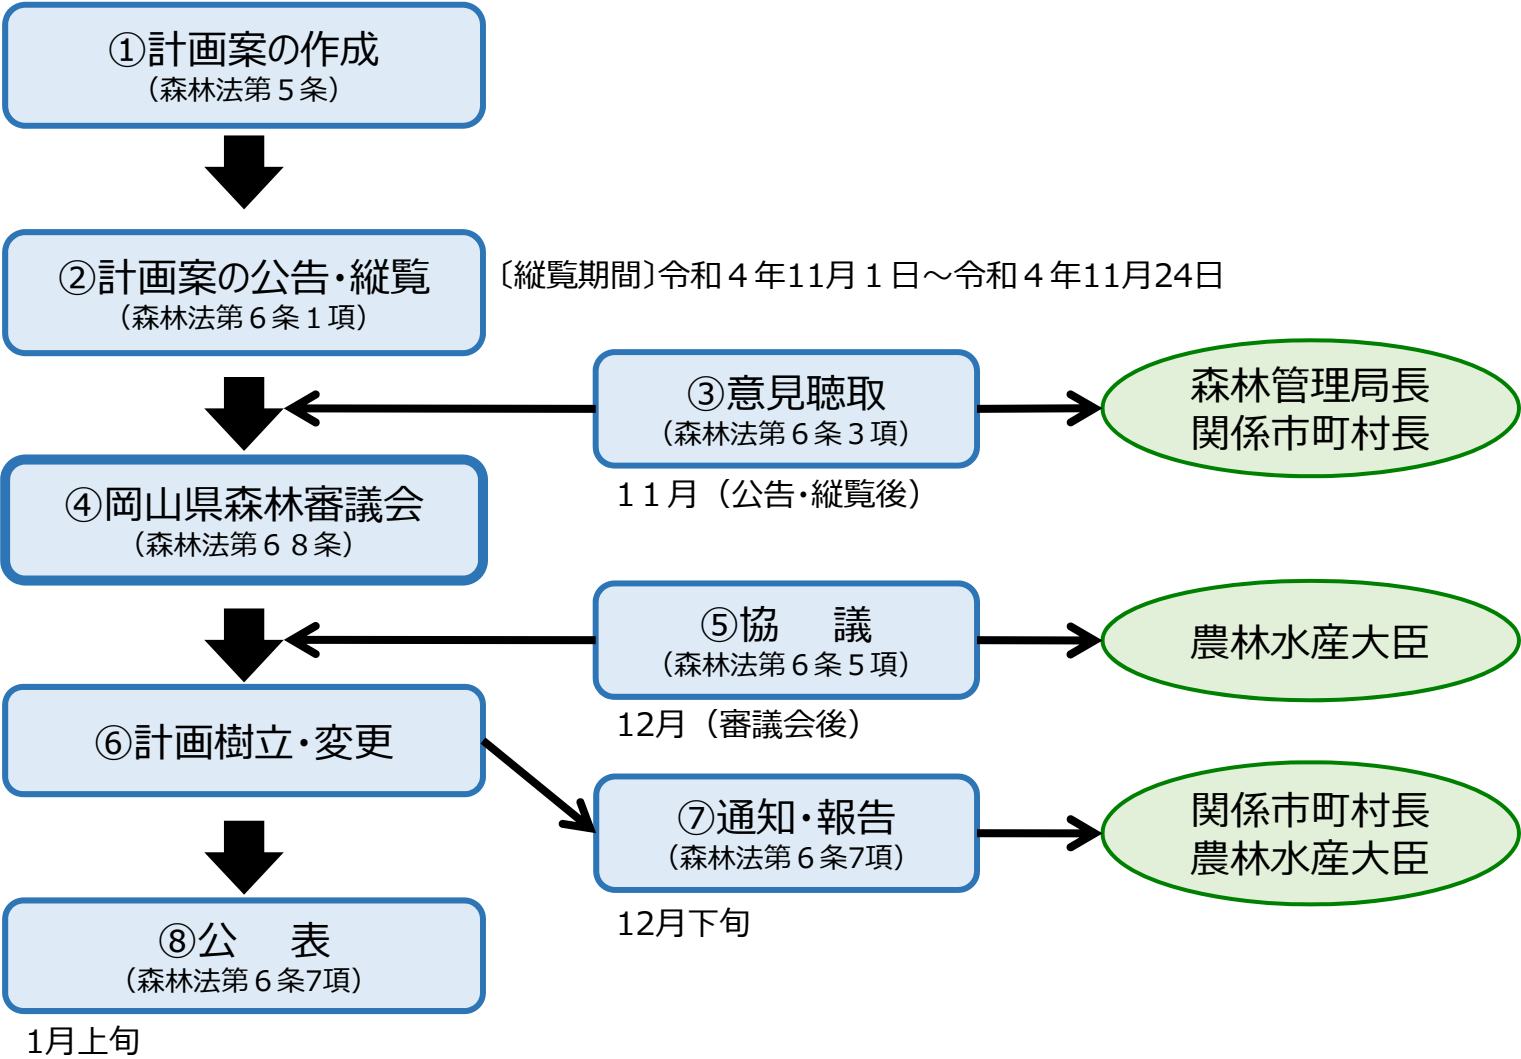 ①計画案の作成
（森林法第５条）
②計画案の公告・縦覧
（森林法第６条１項）
〔縦覧期間〕令和４年11月１日～令和４年11月24日
③意見聴取
（森林法第６条３項）
１１月（公告・縦覧後）
森林管理局長
関係市町村長
④岡山県森林審議会
（森林法第６８条）
⑤協　議
（森林法第６条５項）
12月（審議会後）
農林水産大臣
⑥計画樹立・変更
⑦通知・報告
（森林法第６条7項）
12月下旬
関係市町村長
農林水産大臣
⑧公　表
（森林法第６条7項）
1月上旬